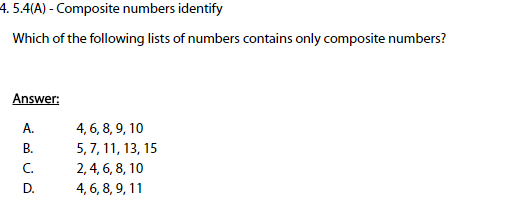 4. 5.4(A) - Composite numbers identify
Which of the following lists of numbers contains only composite numbers?
Answer:
A. 4, 6, 8, 9, 10
B. 5, 7, 11, 13, 15
C. 2, 4, 6, 8, 10
D. 4, 6, 8, 9, 11